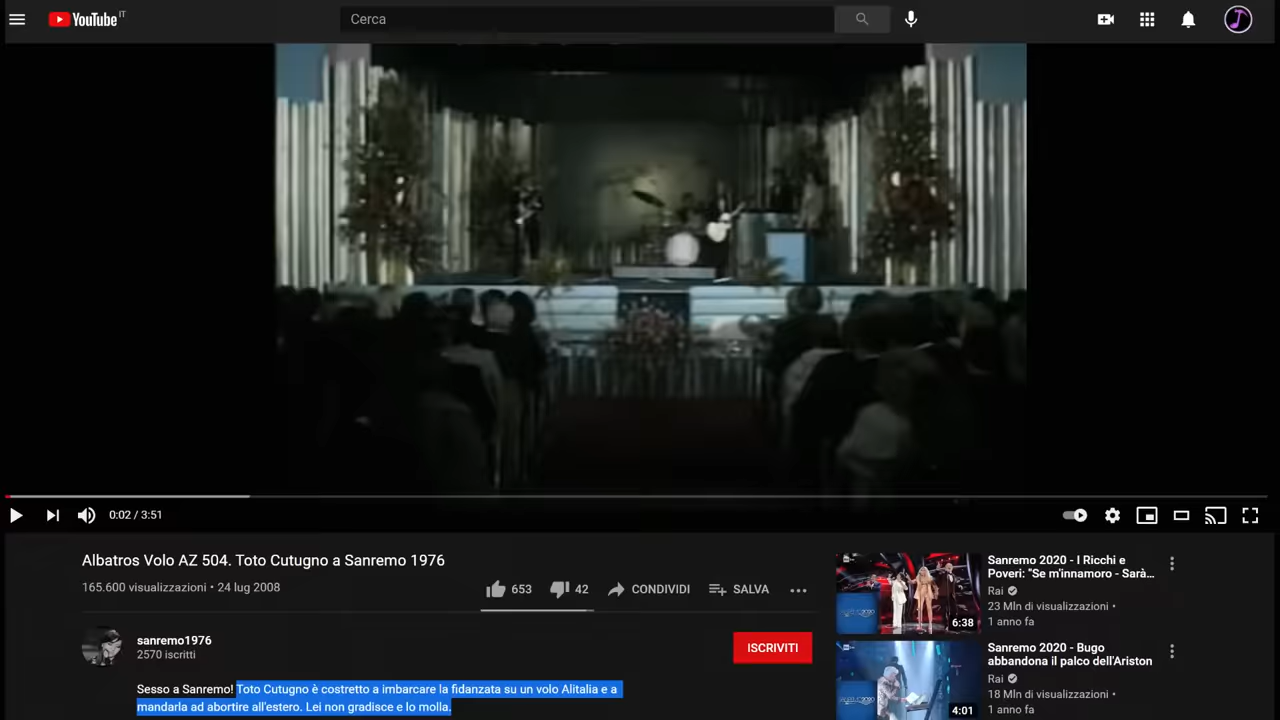 YouTube IT
Cerca
0:02 / 3:51
Albatros Volo AZ 504. Toto Cutugno a Sanremo 1976
165.600 visualizzazioni • 24 lug 2008
653
42
CONDIVIDI
SALVA
sanremo1976
2570 iscritti
ISCRIVITI
Sesso a Sanremo! Toto Cutugno è costretto a imbarcare la fidanzata su un volo Alitalia e a
mandarla ad abortire all'estero. Lei non gradisce e lo molla.
6:38
Sanremo 2020 - I Ricchi e
Poveri: "Se m'innamoro - Sarà...
Rai
23 Mln di visualizzazioni •
1 anno fa
4:01
Sanremo 2020 - Bugo
abbandona il palco dell'Ariston
Rai
18 Mln di visualizzazioni •
1 anno fa